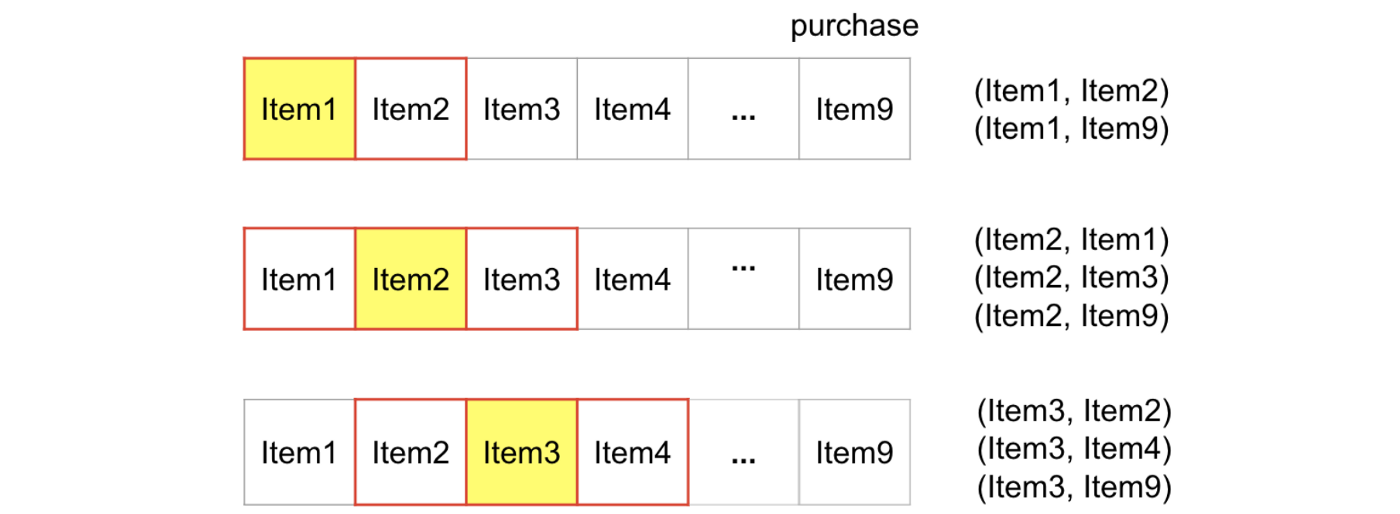 purchase
Item1 Item2 Item3 Item4 ... Item9
(Item1, Item2)
(Item1, Item9)
Item1 Item2 Item3 Item4 ... Item9
(Item2, Item1)
(Item2, Item3)
(Item2, Item9)
Item1 Item2 Item3 Item4 ... Item9
(Item3, Item2)
(Item3, Item4)
(Item3, Item9)